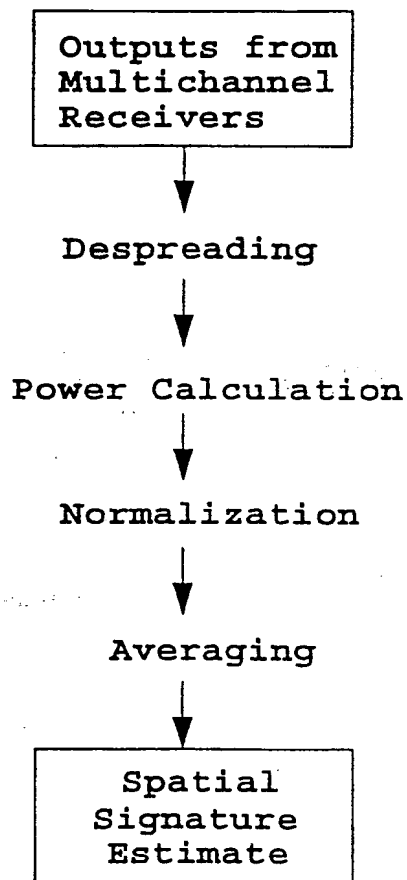 Outputs from
Multichannel
Receivers
Despreading
Power Calculation
Normalization
Averaging
Spatial
Signature
Estimate